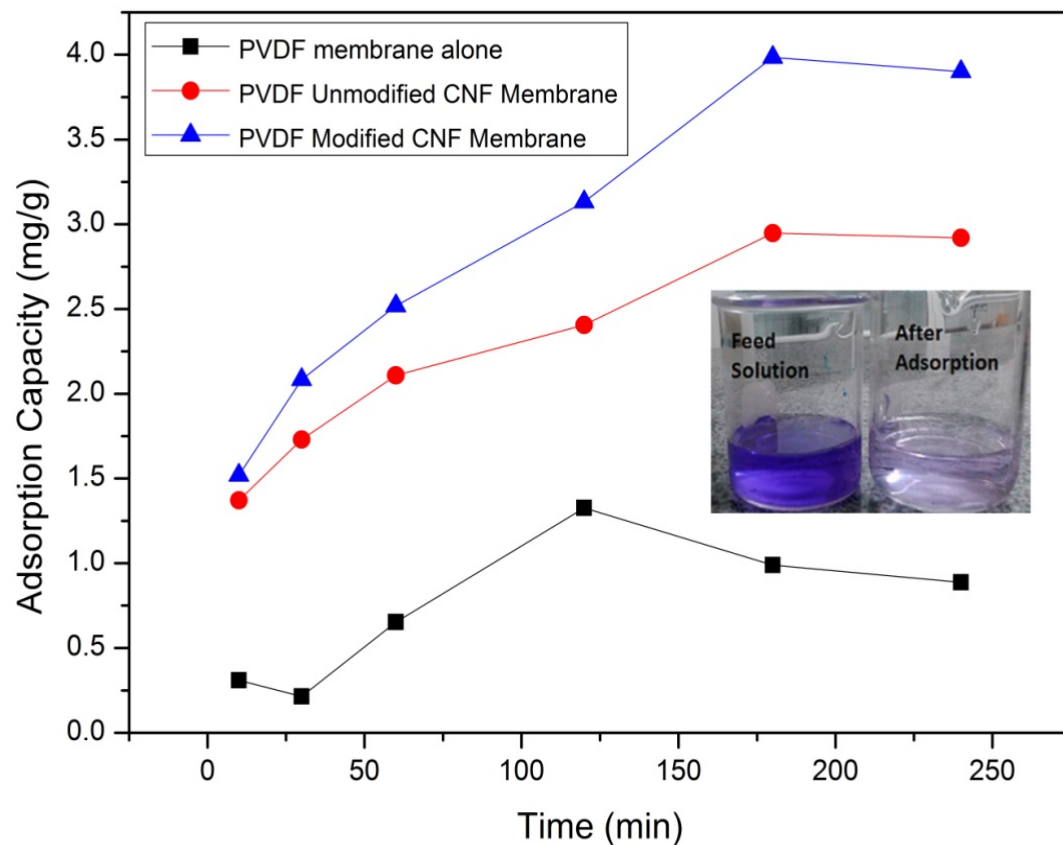 PVDF membrane alone
PVDF Unmodified CNF Membrane
PVDF Modified CNF Membrane
Adsorption Capacity (mg/g)
4.0
3.5
3.0
2.5
2.0
1.5
1.0
0.5
0.0
Feed
Solution
After
Adsorption
0 50 100 150 200 250
Time (min)